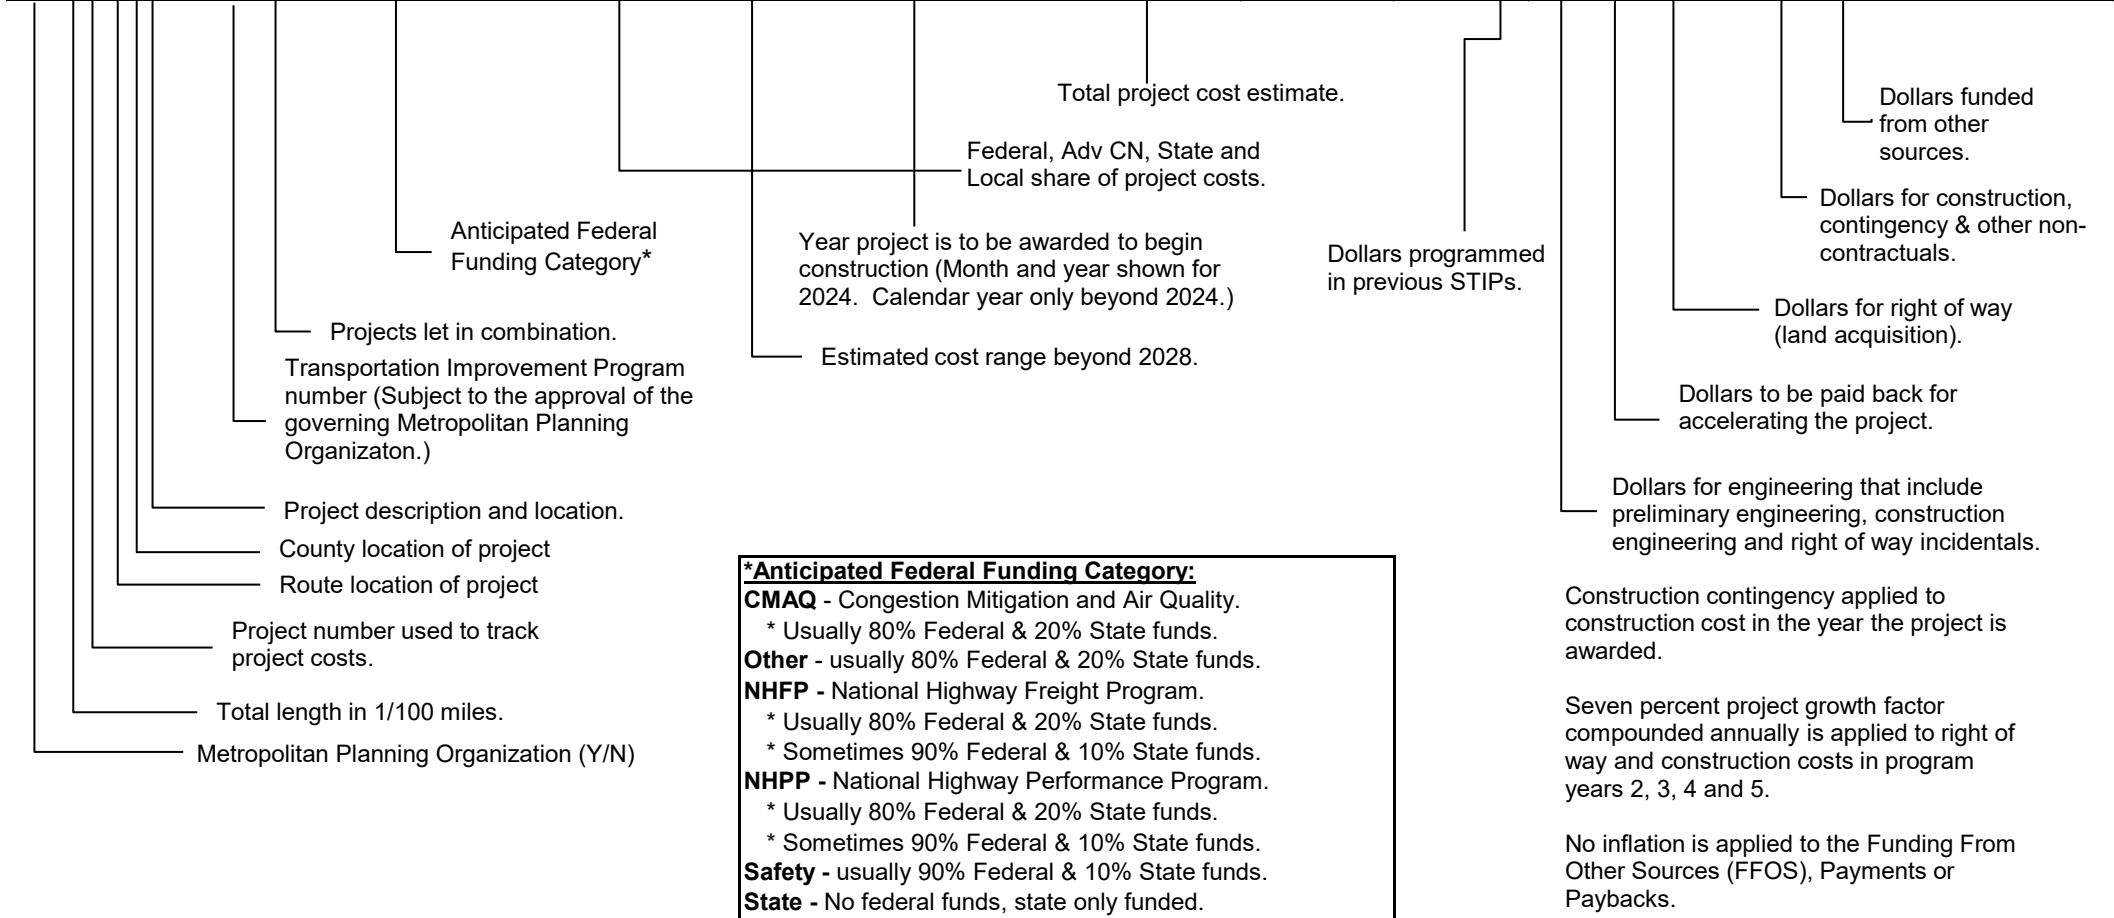 Total project cost estimate.
Dollars funded
from other
sources.
Federal, Adv CN, State and
Local share of project costs.
Dollars for construction,
contingency & other non-
contractuals.
Anticipated Federal
Funding Category*
Year project is to be awarded to begin
construction (Month and year shown for
2024.  Calendar year only beyond 2024.)
Dollars programmed
in previous STIPs.
Dollars for right of way
(land acquisition).
Projects let in combination.
Estimated cost range beyond 2028.
Transportation Improvement Program
number (Subject to the approval of the
governing Metropolitan Planning
Organizaton.)
Dollars to be paid back for
accelerating the project.
Dollars for engineering that include
preliminary engineering, construction
engineering and right of way incidentals.
Project description and location.
County location of project
Route location of project
Project number used to track
project costs.
Total length in 1/100 miles.
Metropolitan Planning Organization (Y/N)
*Anticipated Federal Funding Category:
CMAQ - Congestion Mitigation and Air Quality.
* Usually 80% Federal & 20% State funds.
Other - usually 80% Federal & 20% State funds.
NHFP - National Highway Freight Program.
* Usually 80% Federal & 20% State funds.
* Sometimes 90% Federal & 10% State funds.
NHPP - National Highway Performance Program.
* Usually 80% Federal & 20% State funds.
* Sometimes 90% Federal & 10% State funds.
Safety - usually 90% Federal & 10% State funds.
State - No federal funds, state only funded.
Construction contingency applied to
construction cost in the year the project is
awarded.
Seven percent project growth factor
compounded annually is applied to right of
way and construction costs in program
years 2, 3, 4 and 5.
No inflation is applied to the Funding From
Other Sources (FFOS), Payments or
Paybacks.